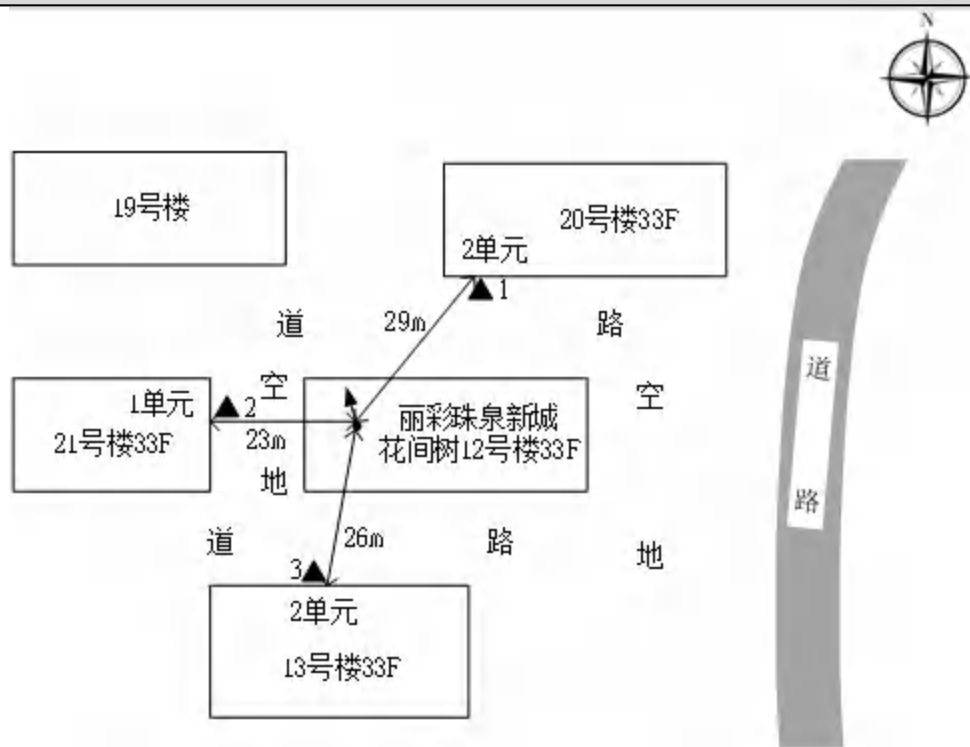 N
19号楼
20号楼33F
2单元
▲1
29m
道 路
空 空
1单元
▲2
丽彩珠泉新城
21号楼33F
23m
花间树12号楼33F
道
地
路
道 路
26m
地
3▲
2单元
13号楼33F